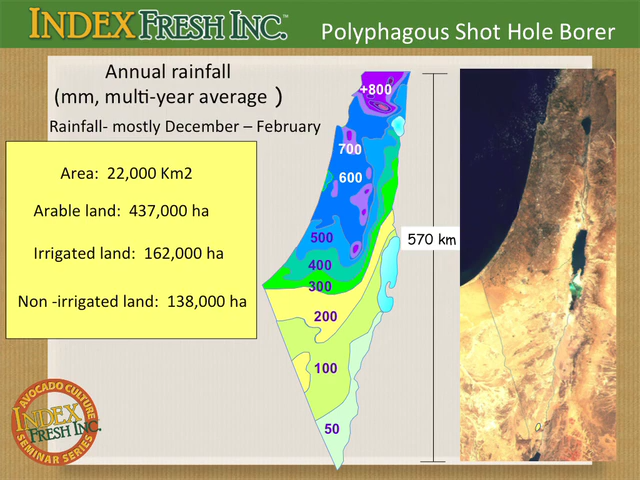 INDEX FRESH INC.™
Polyphagous Shot Hole Borer
Annual rainfall
(mm, multi-year average )
Rainfall- mostly December – February
Area: 22,000 Km2
Arable land: 437,000 ha
Irrigated land: 162,000 ha
Non -irrigated land: 138,000 ha
+800
700
600
500
400
300
200
100
50
570 km
AVOCADO CULTURE
INDEX
FRESH INC.
SEMINAR SERIES